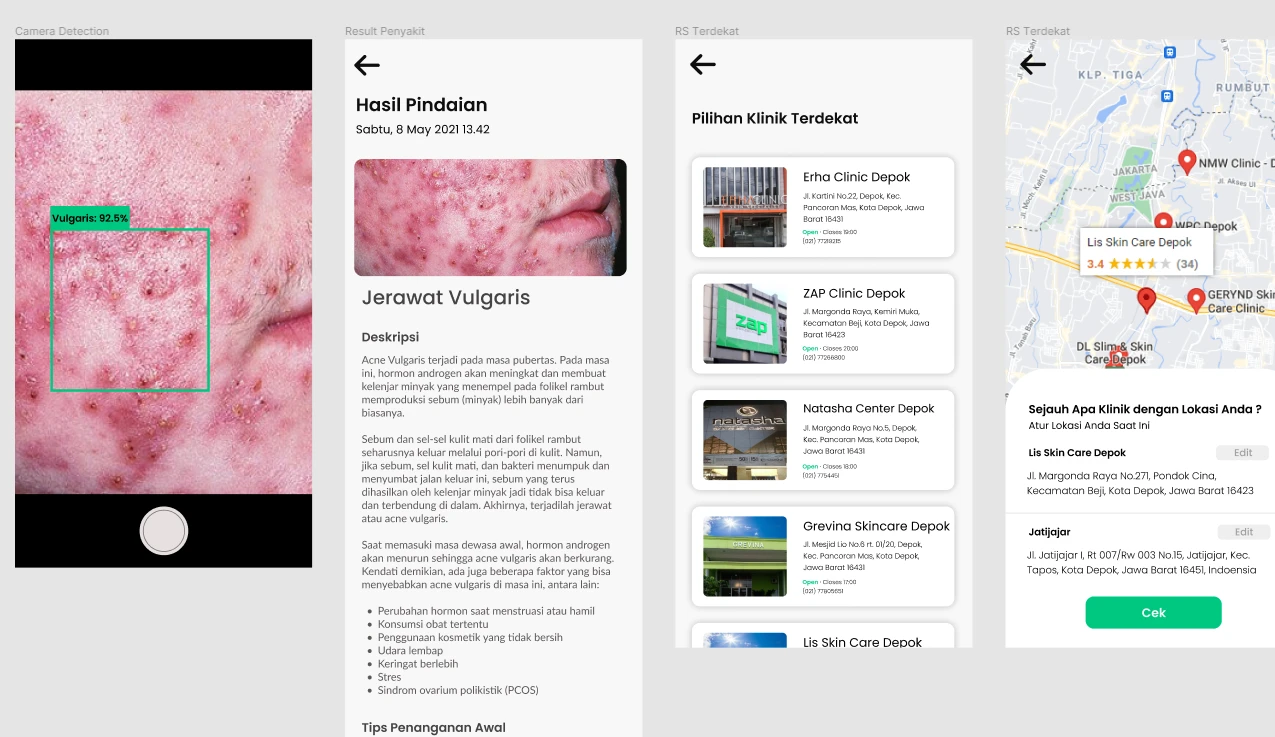 Camera Detection
Vulgaris: 92.5%
Result Penyakit
Hasil Pindaian
Sabtu, 8 May 2021 13.42
Jerawat Vulgaris
Deskripsi
Acne Vulgaris terjadi pada masa pubertas. Pada masa
ini, hormon androgen akan meningkat dan membuat
kelenjar minyak yang menempel pada folikel rambut
memproduksi sebum (minyak) lebih banyak dari
biasanya.
Sebum dan sel-sel kulit mati dari folikel rambut
seharusnya keluar melalui pori-pori di kulit. Namun,
jika sebum, sel kulit mati, dan bakteri menumpuk dan
menyumbat jalan keluar ini, sebum yang terus
dihasilkan oleh kelenjar minyak jadi tidak bisa keluar
dan terbendung di dalam. Akhirnya, terjadilah jerawat
atau acne vulgaris.
Saat memasuki masa dewasa awal, hormon androgen
akan menurun sehingga acne vulgaris akan berkurang.
Kendati demikian, ada juga beberapa faktor yang bisa
menyebabkan acne vulgaris di masa ini, antara lain:
• Perubahan hormon saat menstruasi atau hamil
• Konsumsi obat tertentu
• Penggunaan kosmetik yang tidak bersih
• Udara lembap
• Keringat berlebih
• Stres
• Sindrom ovarium polikistik (PCOS)
Tips Penanganan Awal
RS Terdekat
Pilihan Klinik Terdekat
Erha Clinic Depok
Jl. Kartini No.22, Depok, Kec.
Pancoran Mas, Kota Depok, Jawa
Barat 16431
Open · Closes 19:00
(021) 77219215
zap
ZAP Clinic Depok
Jl. Margonda Raya, Kemiri Muka,
Kecamatan Beji, Kota Depok, Jawa
Barat 16423
Open · Closes 20:00
(021) 77266800
natasha
Natasha Center Depok
Jl. Margonda Raya No.5, Depok,
Kec. Pancoran Mas, Kota Depok,
Jawa Barat 16431
Open · Closes 18:00
(021) 7754451
GREVINA
Grevina Skincare Depok
Jl. Mesjid Lio No.6 rt. 01/20, Depok,
Kec. Pancoran Mas, Kota Depok,
Jawa Barat 16431
Open · Closes 17:00
(021) 77805651
Lis Skin Care Depok
RS Terdekat
KLP. TIGA
RUMBUT
NMW Clinic - D
Jl. Akses UI
JAKARTA
WEST JAVA
Jl. Moch. Kahfi II
WPC Depok
Lis Skin Care Depok
3.4 (34)
GERYND Skin
Care Clinic
Jl. Tanah Baru
DL Slim & Skin
Care Depok
Sejauh Apa Klinik dengan Lokasi Anda ?
Atur Lokasi Anda Saat Ini
Lis Skin Care Depok
Edit
Jl. Margonda Raya No.271, Pondok Cina,
Kecamatan Beji, Kota Depok, Jawa Barat 16423
Jatijajar
Edit
Jl. Jatijajar I, Rt 007/Rw 003 No.15, Jatijajar, Kec.
Tapos, Kota Depok, Jawa Barat 16451, Indoensia
Cek